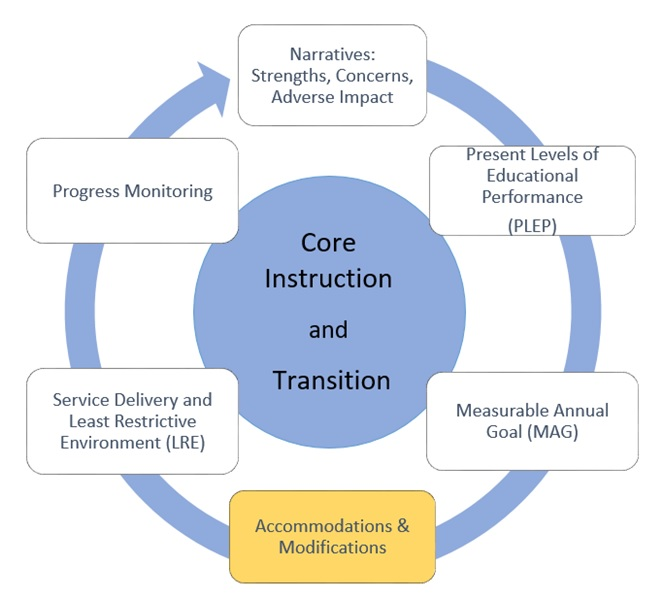 Narratives:
Strengths, Concerns,
Adverse Impact
Present Levels of
Educational
Performance
(PLEP)
Measurable Annual
Goal (MAG)
Accommodations &
Modifications
Service Delivery and
Least Restrictive
Environment (LRE)
Progress Monitoring
Core
Instruction
and
Transition